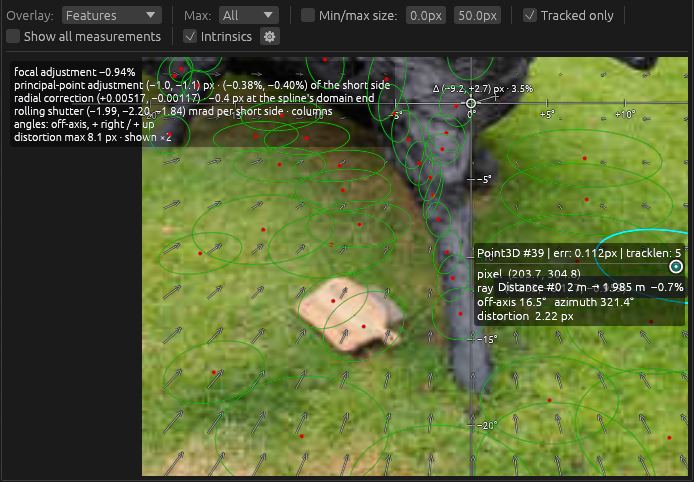 Overlay: Features Max: All Min/max size: 0.0px 50.0px Tracked only
Show all measurements Intrinsics
focal adjustment −0.94%
principal-point adjustment (−1.0, −1.1) px · (−0.38%, −0.40%) of the short side
radial correction (+0.00517, −0.00117) · −0.4 px at the spline's domain end
rolling shutter (−1.99, −2.20, −1.84) mrad per short side · columns
angles: off-axis, + right / + up
distortion max 8.1 px · shown ×2
Δ (−9.2, +2.7) px · 3.5%
−5° 0° +5° +10°
−5°
Point3D #39 | err: 0.112px | tracklen: 5
pixel (203.7, 304.8)
ray
Distance #0 2 m → 1.985 m −0.7%
off-axis 16.5° azimuth 321.4°
distortion 2.22 px
−15°
−20°